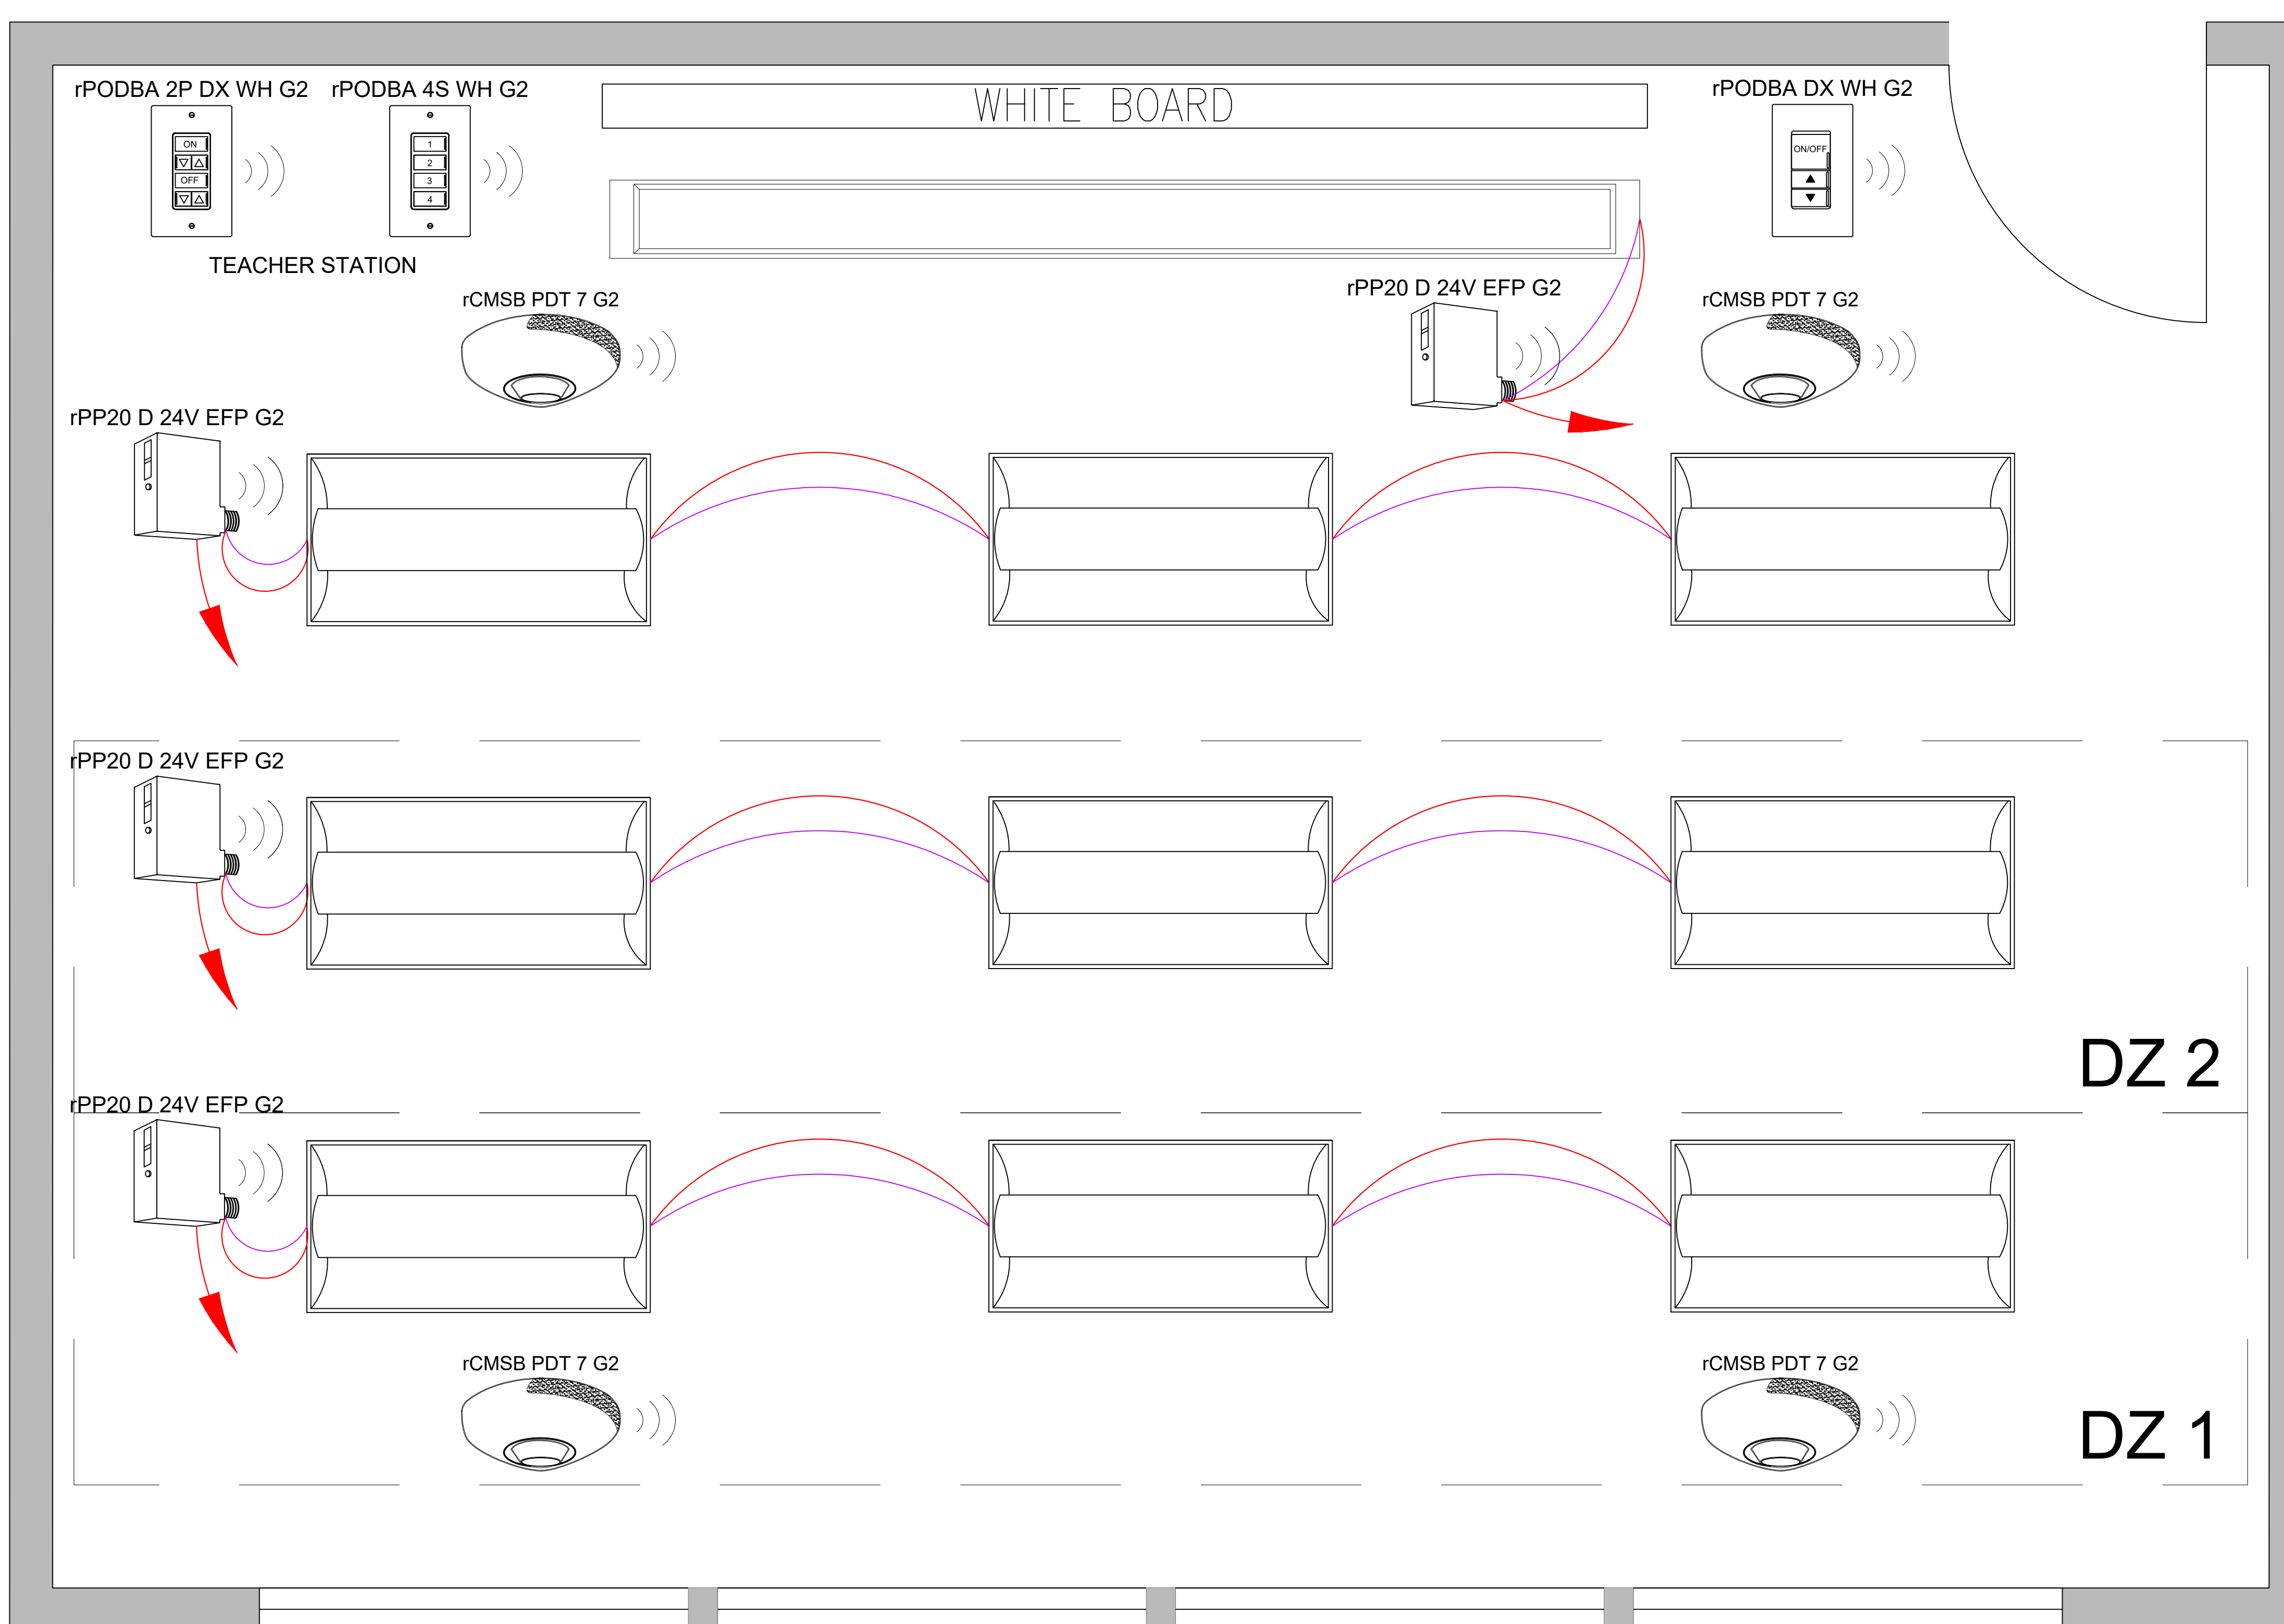 rPODBA 2P DX WH G2
rPODBA 4S WH G2
WHITE BOARD
rPODBA DX WH G2
ON
OFF
1
2
3
4
ON/OFF
TEACHER STATION
rCMSB PDT 7 G2
rPP20 D 24V EFP G2
rCMSB PDT 7 G2
rPP20 D 24V EFP G2
rPP20 D 24V EFP G2
DZ 2
rPP20 D 24V EFP G2
rCMSB PDT 7 G2
rCMSB PDT 7 G2
DZ 1